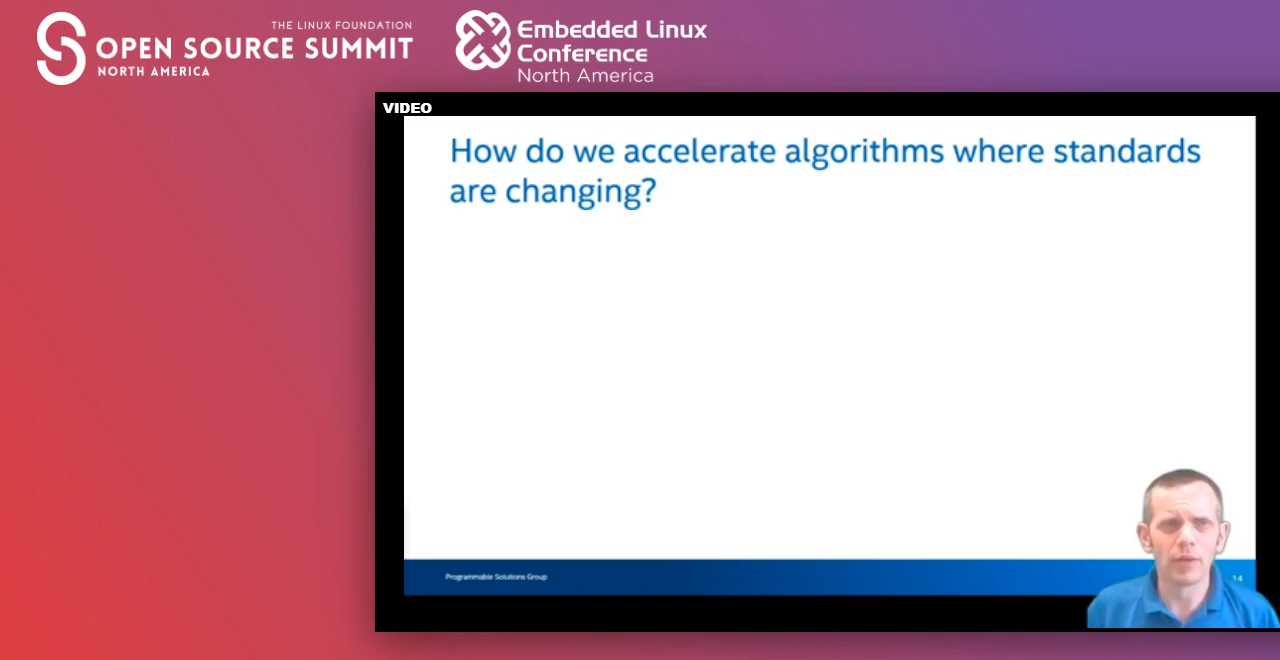 THE LINUX FOUNDATION
OPEN SOURCE SUMMIT
NORTH AMERICA
Embedded Linux
Conference
North America
VIDEO
How do we accelerate algorithms where standards
are changing?
Programmable Solutions Group
14